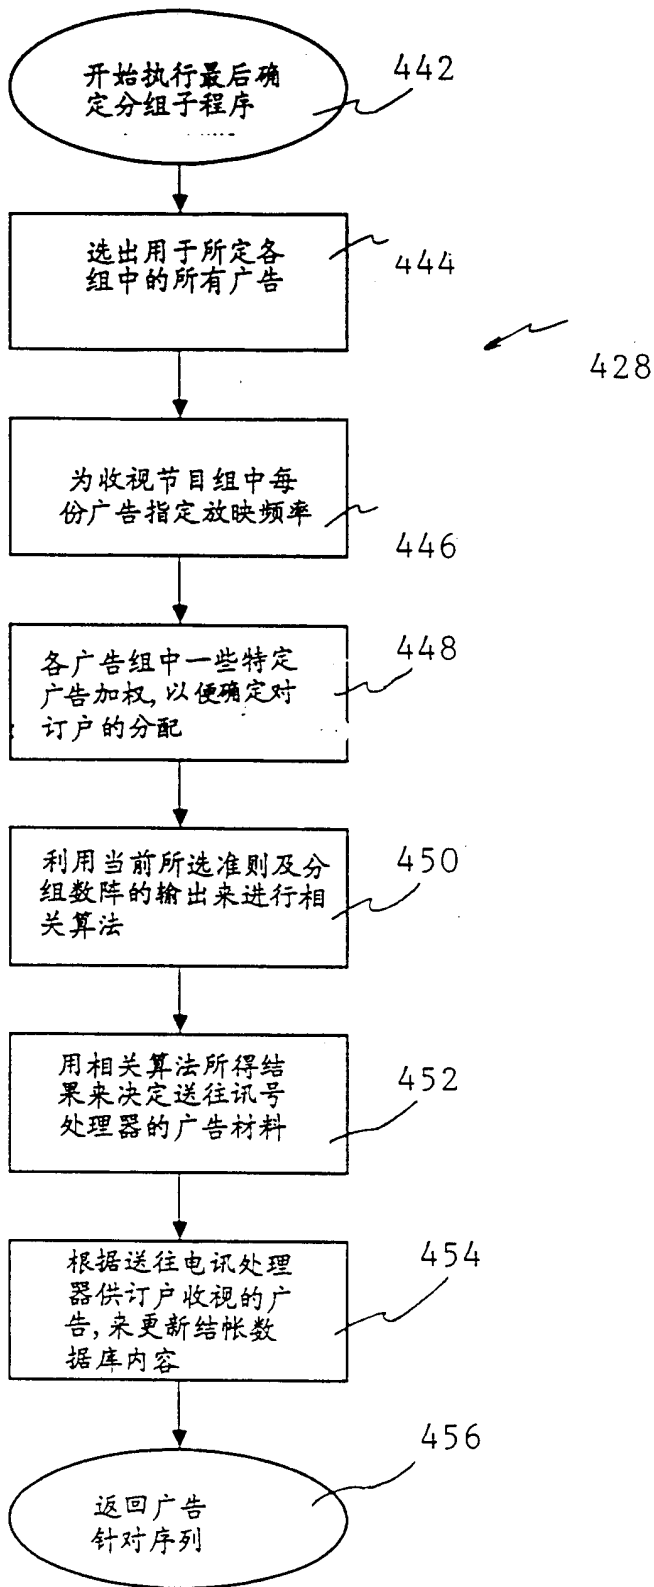 开始执行最后确
定分组子程序
442
选出用于所定各
组中的所有广告
444
428
为收视节目组中每
份广告指定放映频率
446
各广告组中一些特定
广告加权,以便确定对
订户的分配
448
利用当前所选准则及分
组数阵的输出来进行相
关算法
450
用相关算法所得结
果来决定送往讯号
处理器的广告材料
452
根据送往电讯处理
器供订户收视的广
告,来更新结帐数
据库内容
454
返回广告
针对序列
456